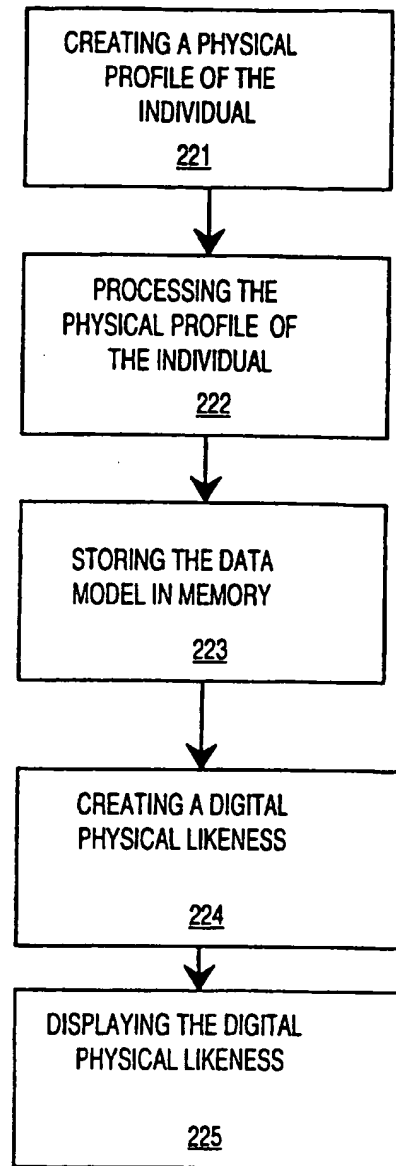 CREATING A PHYSICAL
PROFILE OF THE
INDIVIDUAL
221
PROCESSING THE
PHYSICAL PROFILE OF
THE INDIVIDUAL
222
STORING THE DATA
MODEL IN MEMORY
223
CREATING A DIGITAL
PHYSICAL LIKENESS
224
DISPLAYING THE DIGITAL
PHYSICAL LIKENESS
225